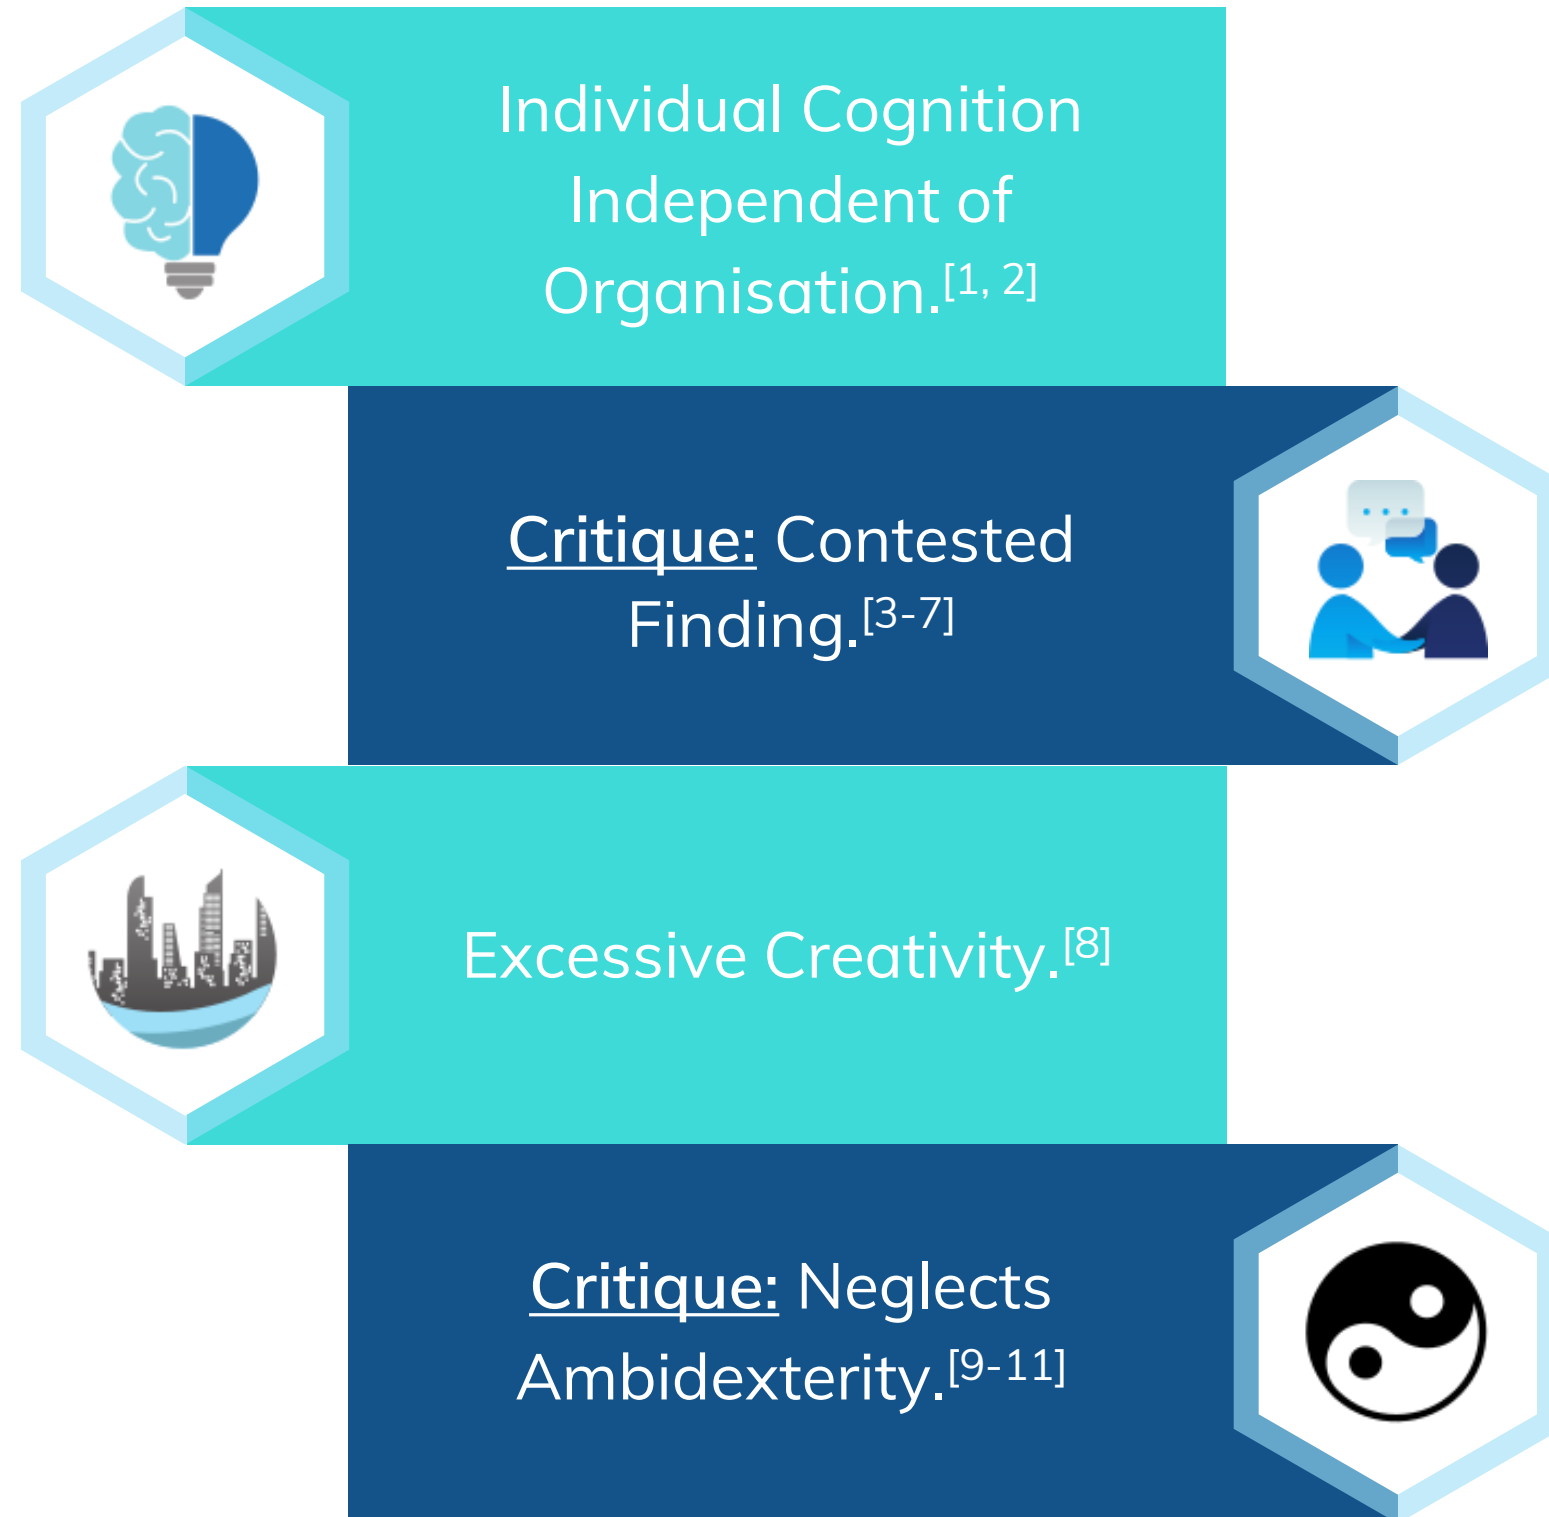 Individual Cognition
Independent of
Organisation.[1, 2]
Critique: Contested
Finding.[3-7]
Excessive Creativity.[8]
Critique: Neglects
Ambidexterity.[9-11]